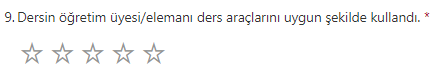 9. Dersin öğretim üyesi/elemanı ders araçlarını uygun şekilde kullandı. *